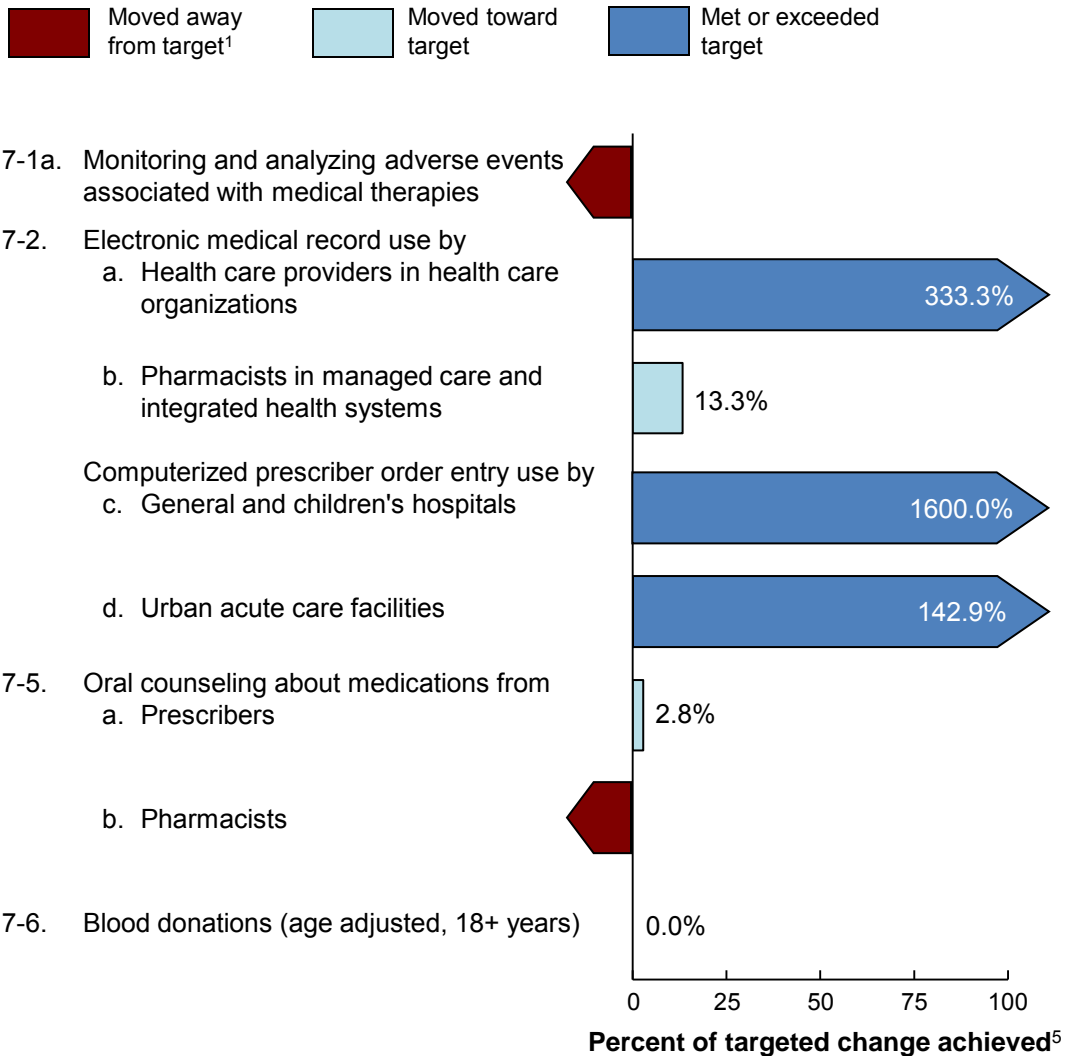 Moved away
from target¹
Moved toward
target
Met or exceeded
target
7-1a. Monitoring and analyzing adverse events
associated with medical therapies
7-2. Electronic medical record use by
a. Health care providers in health care
organizations
333.3%
b. Pharmacists in managed care and
integrated health systems
13.3%
Computerized prescriber order entry use by
c. General and children's hospitals
1600.0%
d. Urban acute care facilities
142.9%
7-5. Oral counseling about medications from
a. Prescribers
2.8%
b. Pharmacists
7-6. Blood donations (age adjusted, 18+ years)
0.0%
0 25 50 75 100
Percent of targeted change achieved⁵